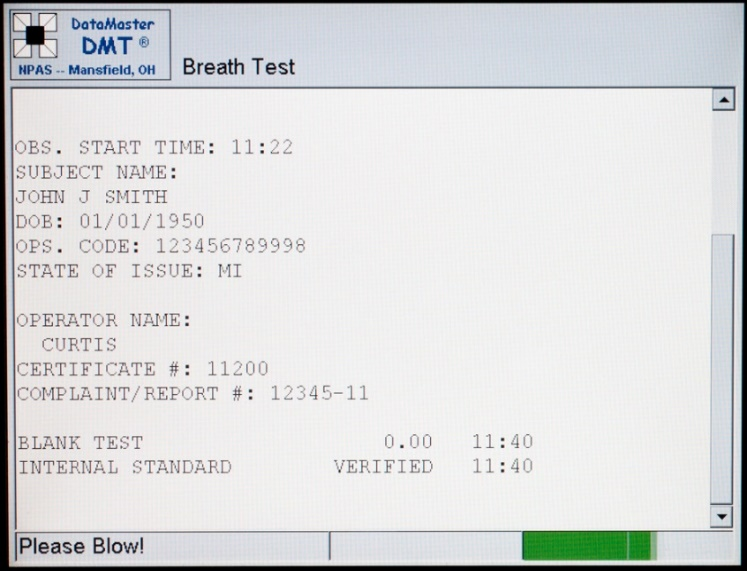 DataMaster
DMT ®
NPAS -- Mansfield, OH
Breath Test
OBS. START TIME: 11:22
SUBJECT NAME:
JOHN J SMITH
DOB: 01/01/1950
OPS. CODE: 123456789998
STATE OF ISSUE: MI
OPERATOR NAME:
CURTIS
CERTIFICATE #: 11200
COMPLAINT/REPORT #: 12345-11
BLANK TEST 0.00 11:40
INTERNAL STANDARD VERIFIED 11:40
Please Blow!